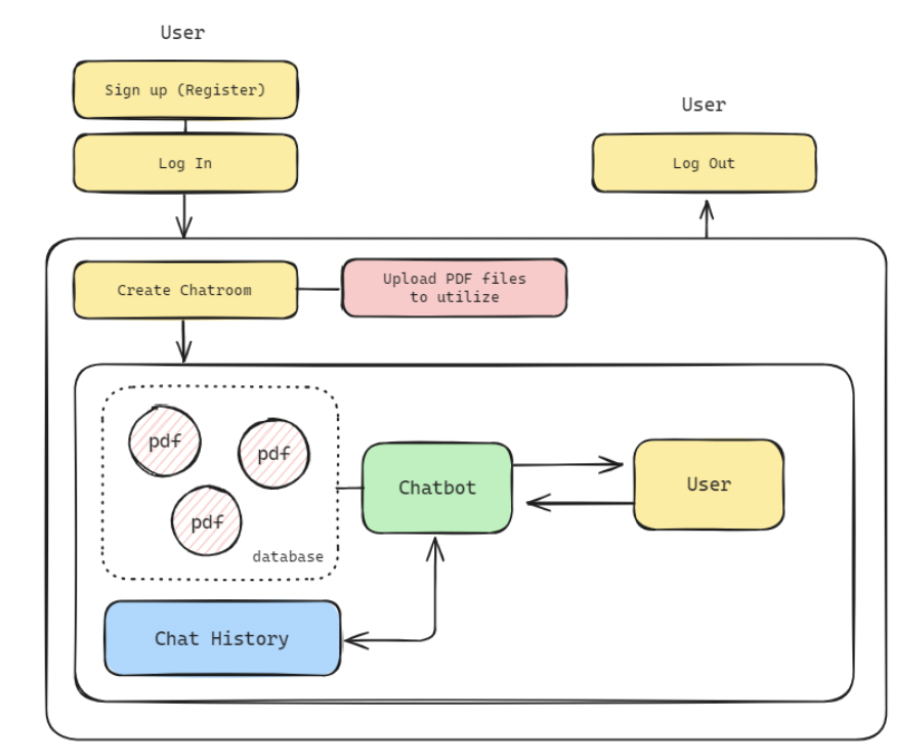 User
Sign up (Register)
Log In
User
Log Out
Create Chatroom
Upload PDF files
to utilize
pdf
pdf
pdf
database
Chatbot
User
Chat History